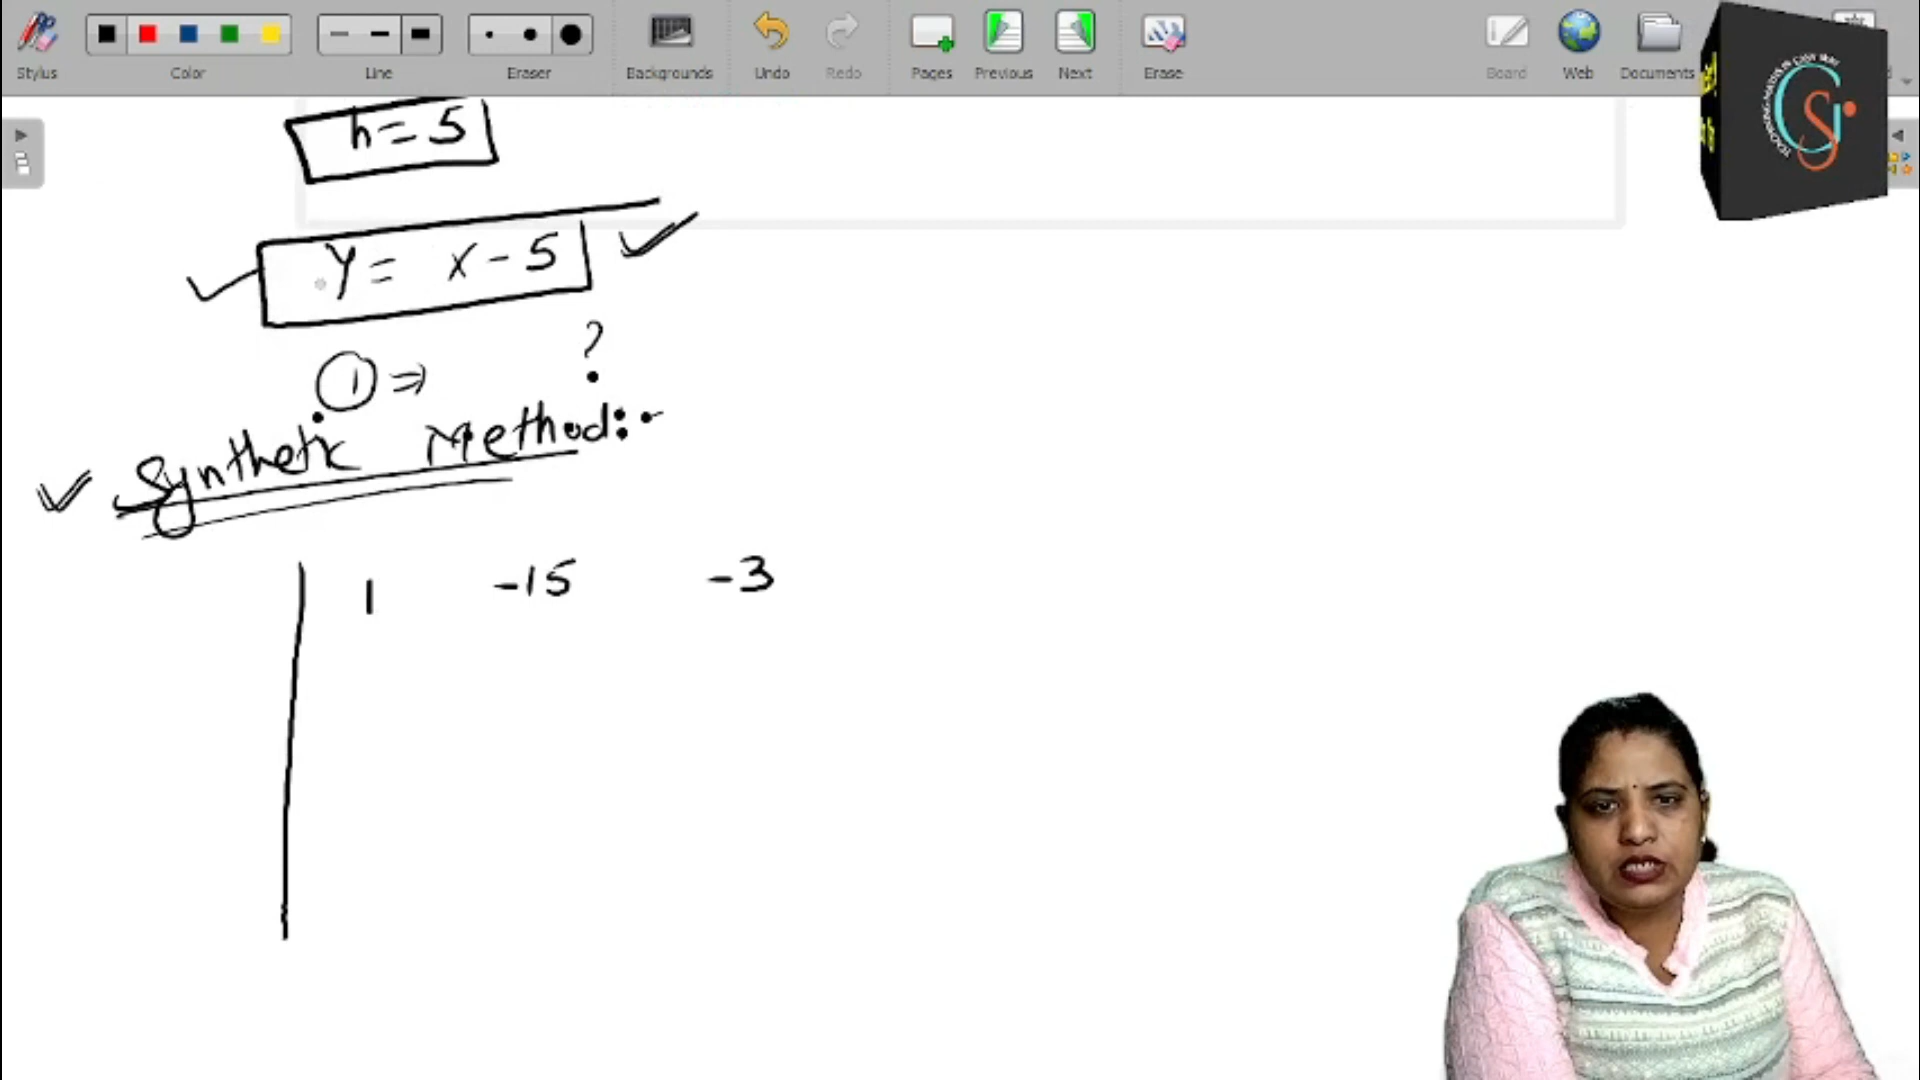 Stylus Color Line Eraser Backgrounds Undo Redo Pages Previous Next Erase Board Web Documents
h = 5
y = x - 5
① ⇒ ?
Synthetic Method:-
1 -15 -3